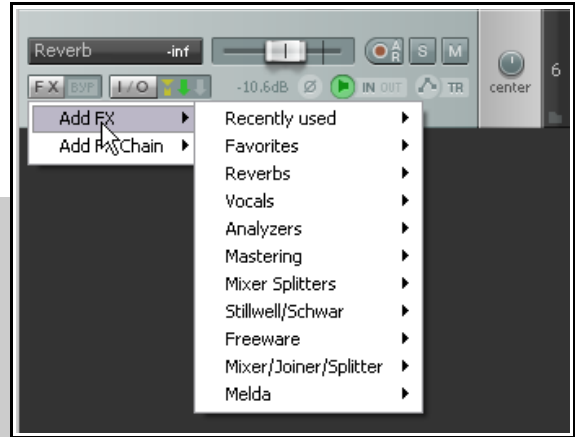 Reverb -inf
S M
A
R
6
FX BYP I/O -10.6dB Ø IN OUT TR center
Add FX
Add FX Chain
Recently used
Favorites
Reverbs
Vocals
Analyzers
Mastering
Mixer Splitters
Stillwell/Schwar
Freeware
Mixer/Joiner/Splitter
Melda